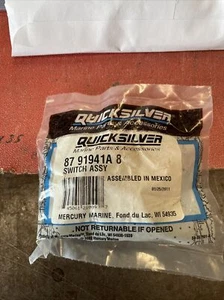 QUICKSILVER
Marine Parts & Accessories
QUICKSILVER
Marine Parts & Accessories
87 91941A 8
SWITCH ASSY
ASSEMBLED IN MEXICO
MERCURY MARINE, Fond du Lac, WI 54935
NOT RETURNABLE IF OPENED